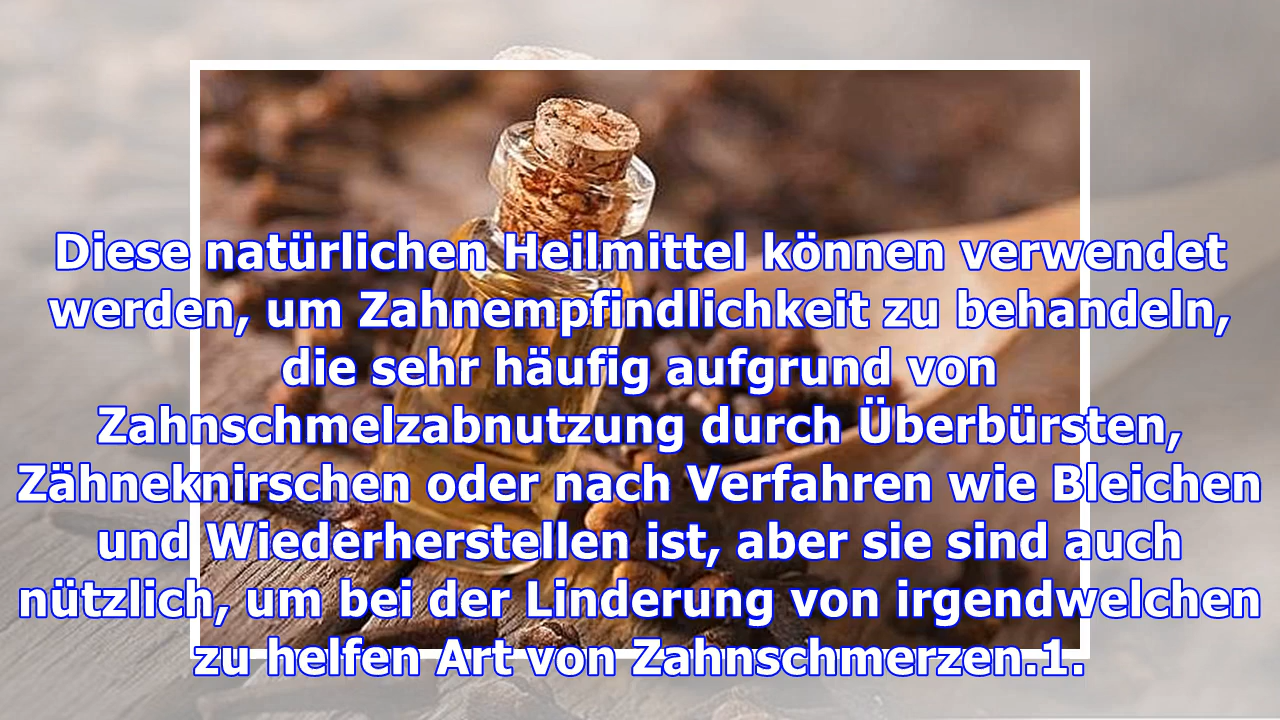 Diese natürlichen Heilmittel können verwendet
werden, um Zahnempfindlichkeit zu behandeln,
die sehr häufig aufgrund von
Zahnschmelzabnutzung durch Überbürsten,
Zähneknirschen oder nach Verfahren wie Bleichen
und Wiederherstellen ist, aber sie sind auch
nützlich, um bei der Linderung von irgendwelchen
zu helfen Art von Zahnschmerzen.1.